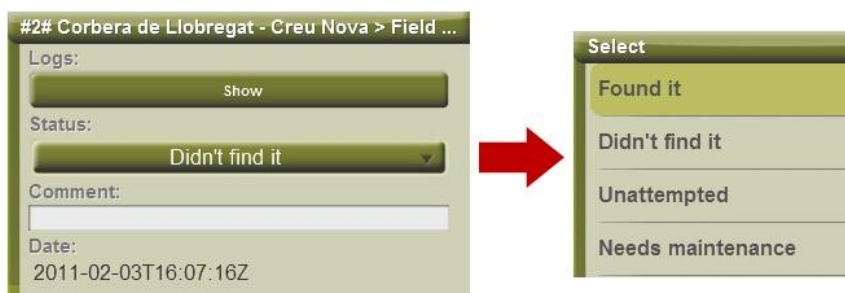 #2# Corbera de Llobregat - Creu Nova > Field ...
Logs:
Show
Status:
Didn't find it
Comment:
Date:
2011-02-03T16:07:16Z
Select
Found it
Didn't find it
Unattempted
Needs maintenance